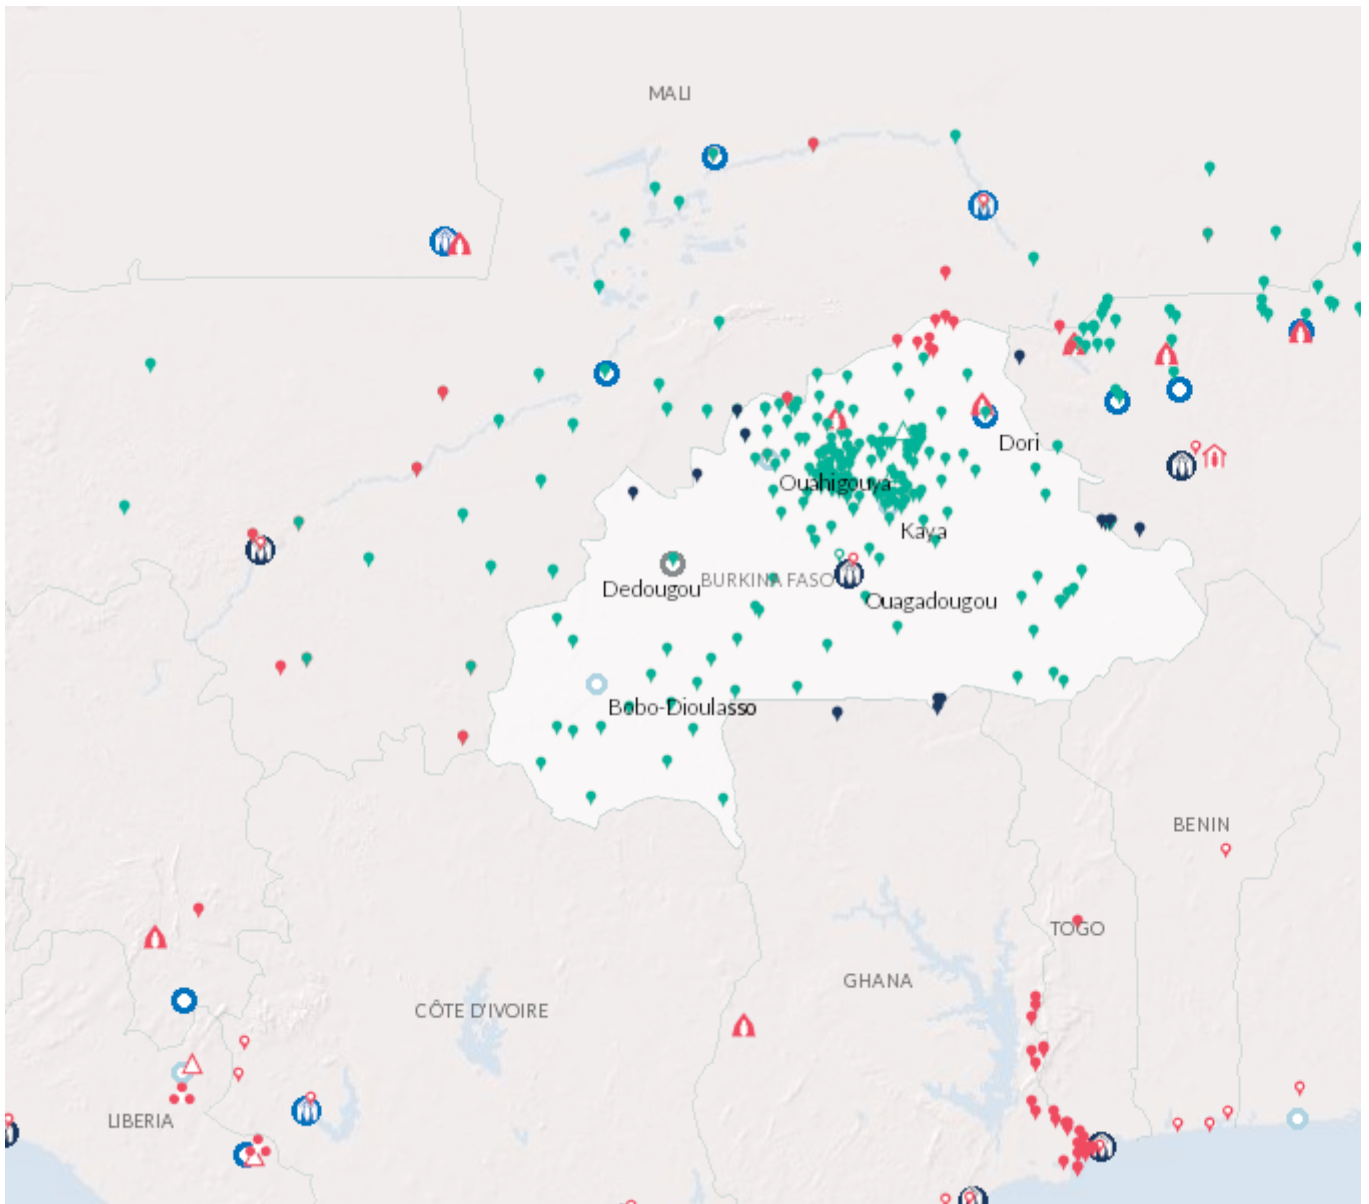 MALI
Dori
Ouahigouya
Kaya
Dedougou
BURKINA FASO
Ouagadougou
Bobo-Dioulasso
BENIN
TOGO
GHANA
CÔTE D'IVOIRE
LIBERIA